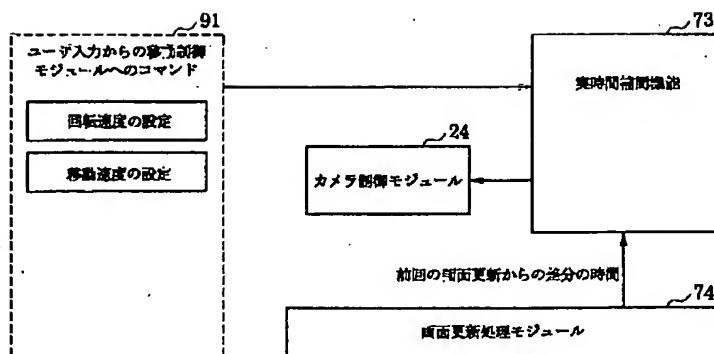 91
ユーザ入力からの移動制御
モジュールへのコマンド
回転速度の設定
移動速度の設定
73
実時間補間機能
24
カメラ制御モジュール
前回の画面更新からの差分の時間
74
画面更新処理モジュール